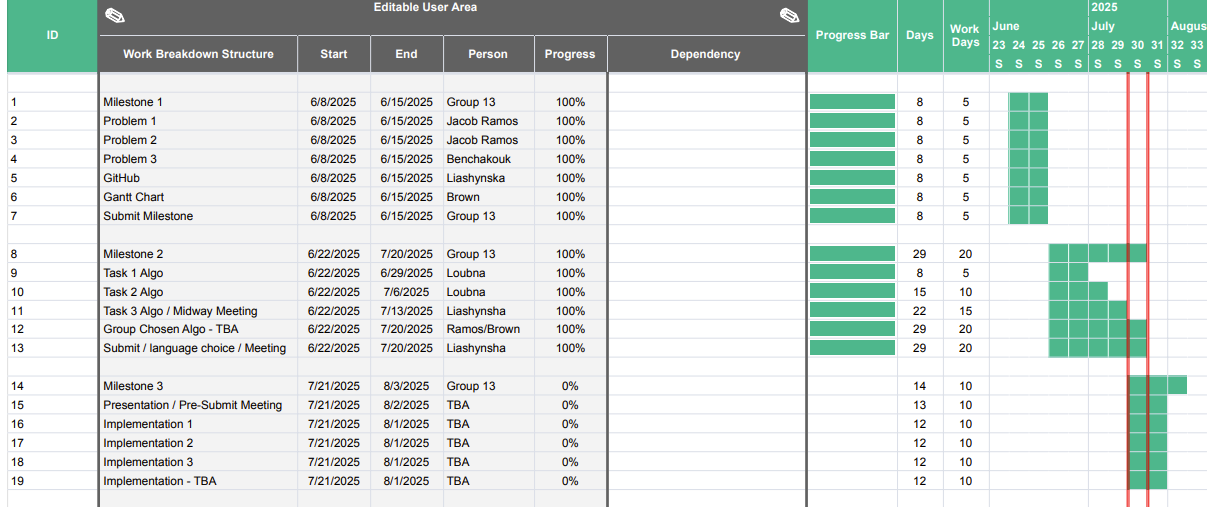 Editable User Area
ID Work Breakdown Structure Start End Person Progress Dependency Progress Bar Days Work Days
2025
June July Augus
23 24 25 26 27 28 29 30 31 32 33
S S S S S S S S S S S
1 Milestone 1 6/8/2025 6/15/2025 Group 13 100% 8 5
2 Problem 1 6/8/2025 6/15/2025 Jacob Ramos 100% 8 5
3 Problem 2 6/8/2025 6/15/2025 Jacob Ramos 100% 8 5
4 Problem 3 6/8/2025 6/15/2025 Benchakouk 100% 8 5
5 GitHub 6/8/2025 6/15/2025 Liashynska 100% 8 5
6 Gantt Chart 6/8/2025 6/15/2025 Brown 100% 8 5
7 Submit Milestone 6/8/2025 6/15/2025 Group 13 100% 8 5
8 Milestone 2 6/22/2025 7/20/2025 Group 13 100% 29 20
9 Task 1 Algo 6/22/2025 6/29/2025 Loubna 100% 8 5
10 Task 2 Algo 6/22/2025 7/6/2025 Loubna 100% 15 10
11 Task 3 Algo / Midway Meeting 6/22/2025 7/13/2025 Liashynsha 100% 22 15
12 Group Chosen Algo - TBA 6/22/2025 7/20/2025 Ramos/Brown 100% 29 20
13 Submit / language choice / Meeting 6/22/2025 7/20/2025 Liashynsha 100% 29 20
14 Milestone 3 7/21/2025 8/3/2025 Group 13 0% 14 10
15 Presentation / Pre-Submit Meeting 7/21/2025 8/2/2025 TBA 0% 13 10
16 Implementation 1 7/21/2025 8/1/2025 TBA 0% 12 10
17 Implementation 2 7/21/2025 8/1/2025 TBA 0% 12 10
18 Implementation 3 7/21/2025 8/1/2025 TBA 0% 12 10
19 Implementation - TBA 7/21/2025 8/1/2025 TBA 0% 12 10